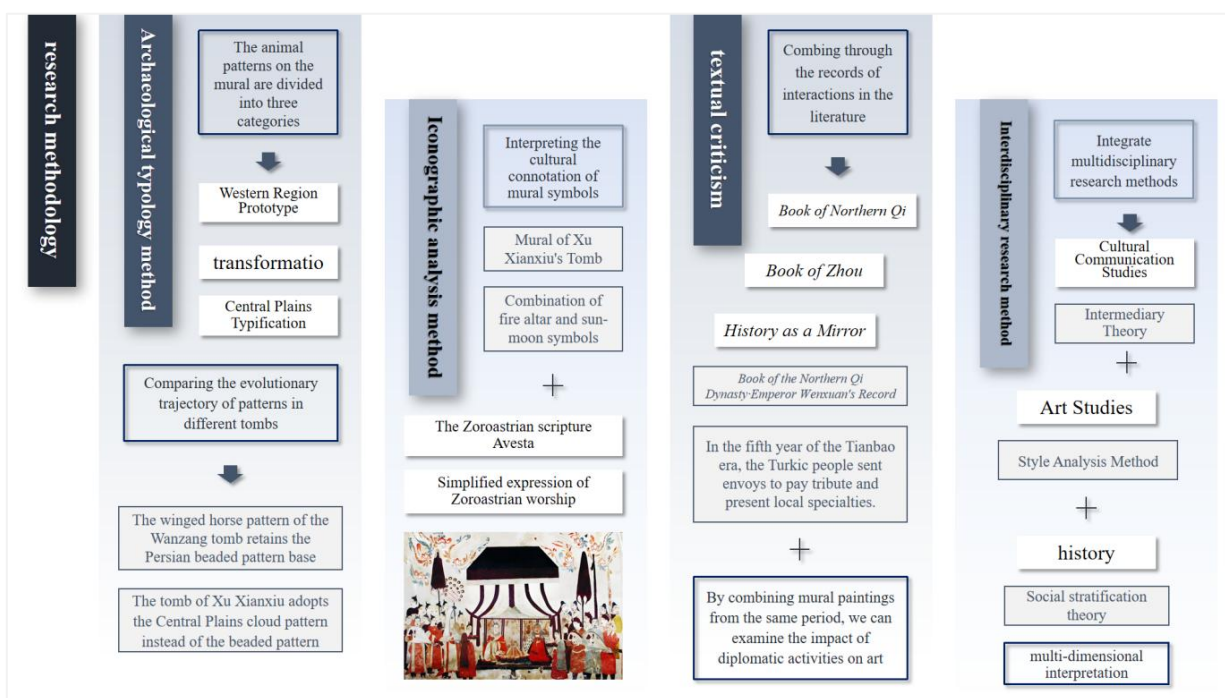 research methodology
Archaeological typology method
The animal
patterns on the
mural are divided
into three
categories
Western Region
Prototype
transformatio
Central Plains
Typification
Comparing the evolutionary
trajectory of patterns in
different tombs
The winged horse pattern of the
Wanzang tomb retains the
Persian beaded pattern base
The tomb of Xu Xianxiu adopts
the Central Plains cloud pattern
instead of the beaded pattern
Iconographic analysis method
Interpreting the
cultural
connotation of
mural symbols
Mural of Xu
Xianxiu's Tomb
Combination of
fire altar and sun-
moon symbols
+
The Zoroastrian scripture
Avesta
Simplified expression of
Zoroastrian worship
textual criticism
Combing through
the records of
interactions in the
literature
Book of Northern Qi
Book of Zhou
History as a Mirror
Book of the Northern Qi
Dynasty·Emperor Wenxuan's Record
In the fifth year of the Tianbao
era, the Turkic people sent
envoys to pay tribute and
present local specialties.
+
By combining mural paintings
from the same period, we can
examine the impact of
diplomatic activities on art
Interdisciplinary research method
Integrate
multidisciplinary
research methods
Cultural
Communication
Studies
Intermediary
Theory
+
Art Studies
Style Analysis Method
+
history
Social stratification
theory
multi-dimensional
interpretation